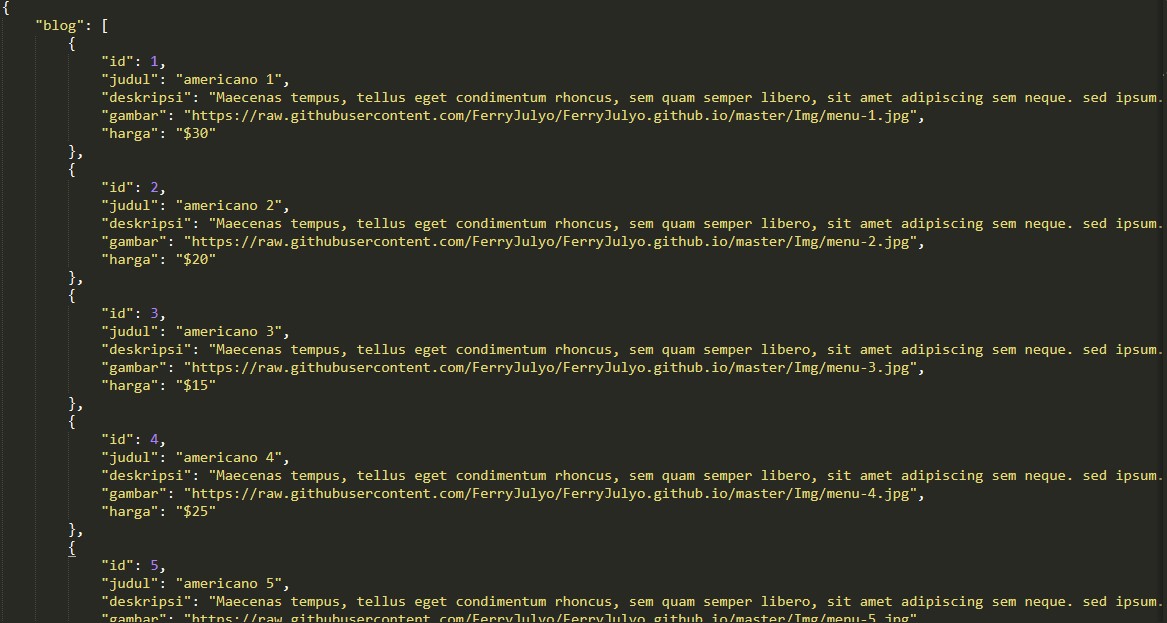 {
    "blog": [
        {
            "id": 1,
            "judul": "americano 1",
            "deskripsi": "Maecenas tempus, tellus eget condimentum rhoncus, sem quam semper libero, sit amet adipiscing sem neque. sed ipsum.
            "gambar": "https://raw.githubusercontent.com/FerryJulyo/FerryJulyo.github.io/master/Img/menu-1.jpg",
            "harga": "$30"
        },
        {
            "id": 2,
            "judul": "americano 2",
            "deskripsi": "Maecenas tempus, tellus eget condimentum rhoncus, sem quam semper libero, sit amet adipiscing sem neque. sed ipsum.
            "gambar": "https://raw.githubusercontent.com/FerryJulyo/FerryJulyo.github.io/master/Img/menu-2.jpg",
            "harga": "$20"
        },
        {
            "id": 3,
            "judul": "americano 3",
            "deskripsi": "Maecenas tempus, tellus eget condimentum rhoncus, sem quam semper libero, sit amet adipiscing sem neque. sed ipsum.
            "gambar": "https://raw.githubusercontent.com/FerryJulyo/FerryJulyo.github.io/master/Img/menu-3.jpg",
            "harga": "$15"
        },
        {
            "id": 4,
            "judul": "americano 4",
            "deskripsi": "Maecenas tempus, tellus eget condimentum rhoncus, sem quam semper libero, sit amet adipiscing sem neque. sed ipsum.
            "gambar": "https://raw.githubusercontent.com/FerryJulyo/FerryJulyo.github.io/master/Img/menu-4.jpg",
            "harga": "$25"
        },
        {
            "id": 5,
            "judul": "americano 5",
            "deskripsi": "Maecenas tempus, tellus eget condimentum rhoncus, sem quam semper libero, sit amet adipiscing sem neque. sed ipsum.
            "gambar": "https://raw.githubusercontent.com/FerryJulyo/FerryJulyo.github.io/master/Img/menu-5.jpg"